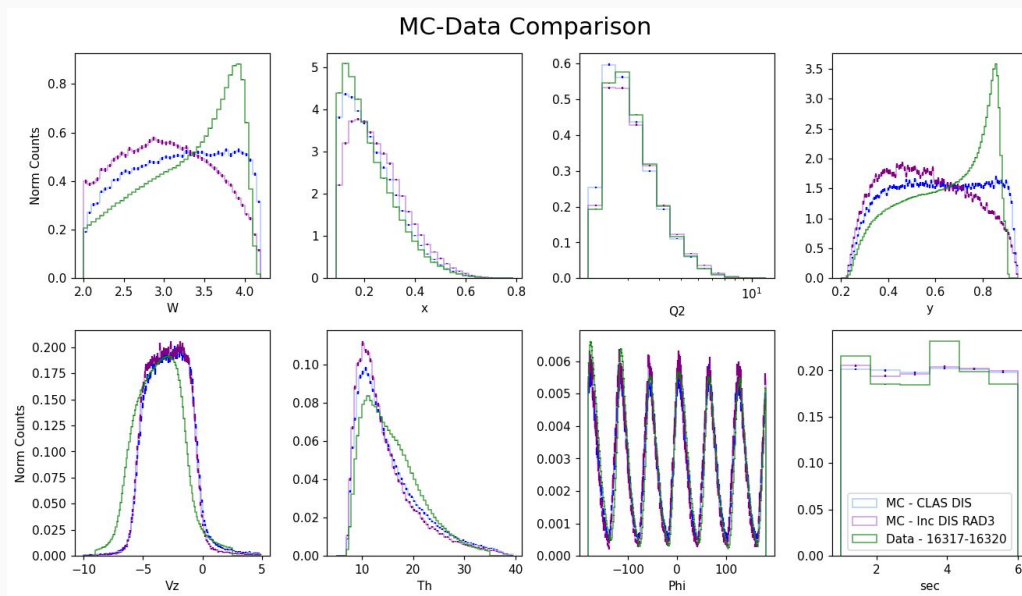 MC-Data Comparison
Norm Counts
0.8
0.6
0.4
0.2
0.0
2.0 2.5 3.0 3.5 4.0
W
5
4
3
2
1
0
0.2 0.4 0.6 0.8
x
0.6
0.5
0.4
0.3
0.2
0.1
0.0
10¹
Q2
3.5
3.0
2.5
2.0
1.5
1.0
0.5
0.0
0.2 0.4 0.6 0.8
y
Norm Counts
0.200
0.175
0.150
0.125
0.100
0.075
0.050
0.025
0.000
−10 −5 0 5
Vz
0.10
0.08
0.06
0.04
0.02
0.00
10 20 30 40
Th
0.006
0.005
0.004
0.003
0.002
0.001
0.000
−100 0 100
Phi
0.20
0.15
0.10
0.05
0.00
2 4 6
sec
MC - CLAS DIS
MC - Inc DIS RAD3
Data - 16317-16320